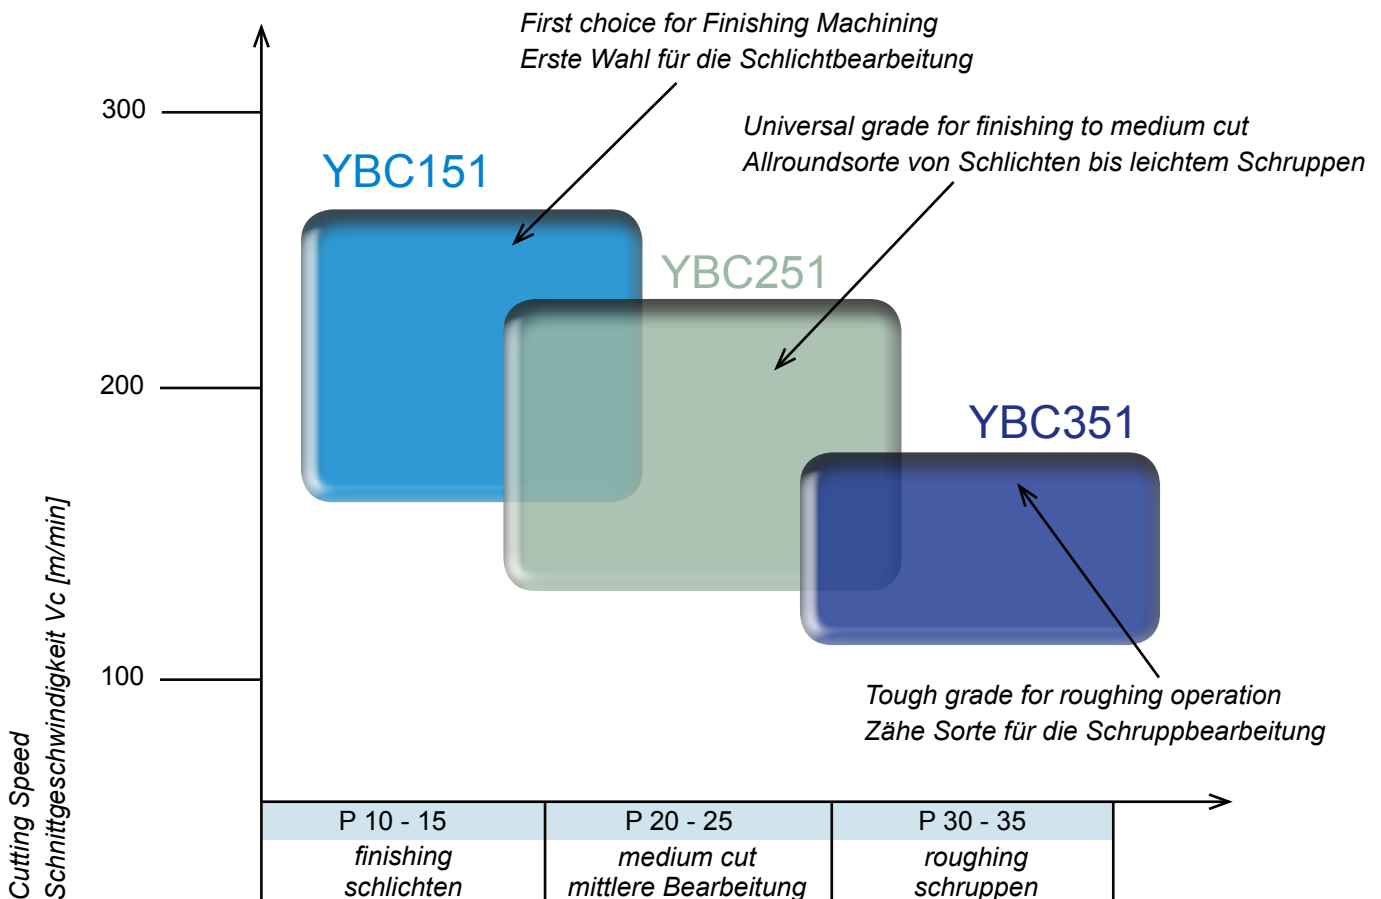 First choice for Finishing Machining
Erste Wahl für die Schlichtbearbeitung
300
Universal grade for finishing to medium cut
Allroundsorte von Schlichten bis leichtem Schruppen
YBC151
YBC251
200
YBC351
100
Tough grade for roughing operation
Zähe Sorte für die Schruppbearbeitung
Cutting Speed
Schnittgeschwindigkeit Vc [m/min]
P 10 - 15
P 20 - 25
P 30 - 35
finishing
schlichten
medium cut
mittlere Bearbeitung
roughing
schruppen